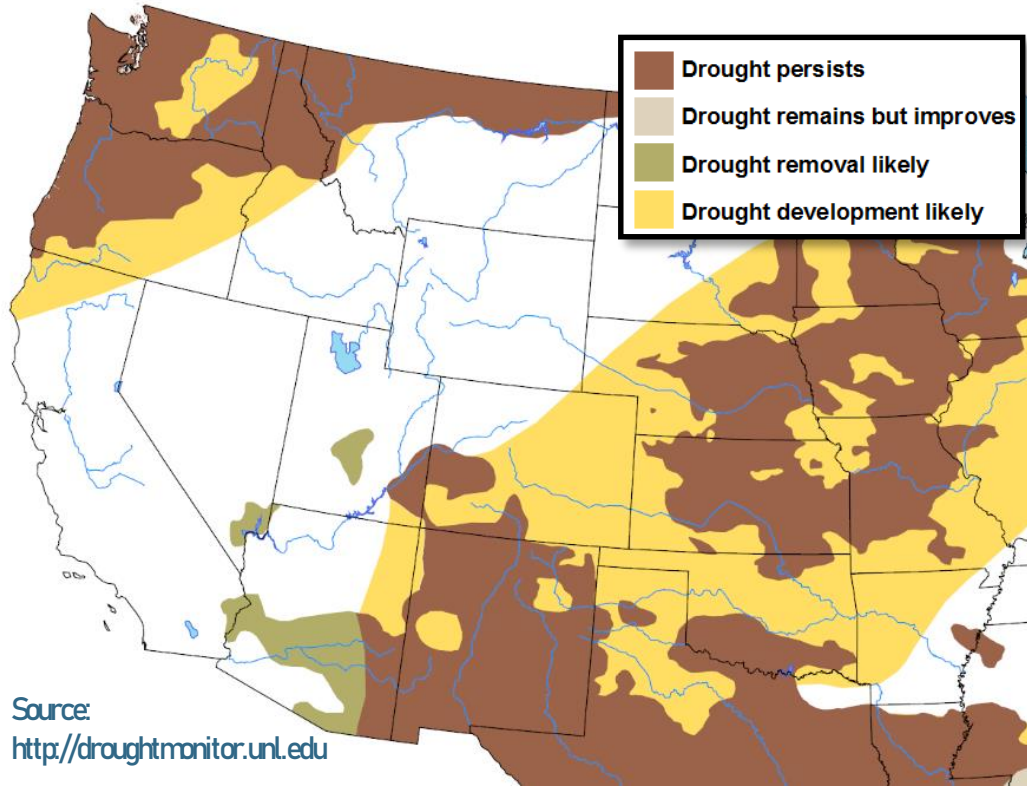 Drought persists
Drought remains but improves
Drought removal likely
Drought development likely
Source:
http://droughtmonitor.unl.edu